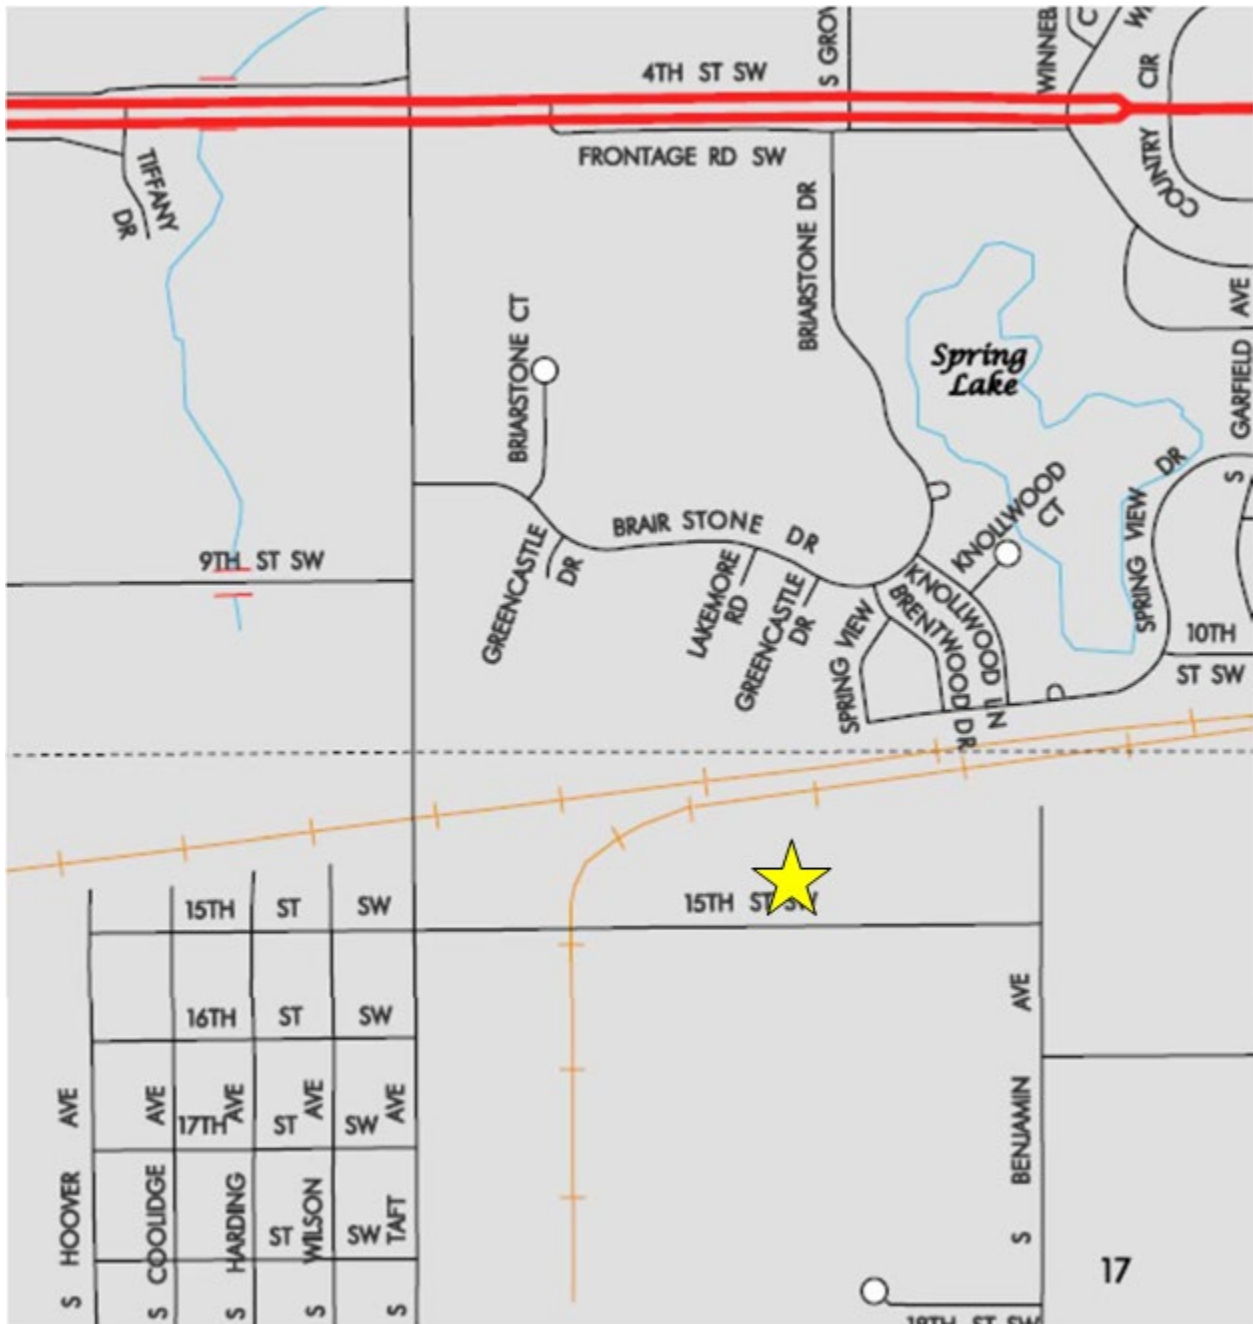 4TH ST SW
S GROV
WINNEB
C
CIR
COUNTRY
FRONTAGE RD SW
TIFFANY
DR
BRIARSTONE DR
BRIARSTONE CT
Spring
Lake
S GARFIELD AVE
KNOLLWOOD
CT
SPRING VIEW DR
BRAIR STONE DR
GREENCASTLE
DR
9TH ST SW
LAKEMORE
RD
GREENCASTLE
DR
SPRING VIEW
BRENTWOOD DR
KNOLLWOOD LN
10TH
ST SW
15TH ST SW
15TH ST SW
16TH ST SW
17TH ST SW
ST SW
S HOOVER AVE
S COOLIDGE AVE
S HARDING AVE
S WILSON AVE
S TAFT AVE
S BENJAMIN AVE
17
ST SW